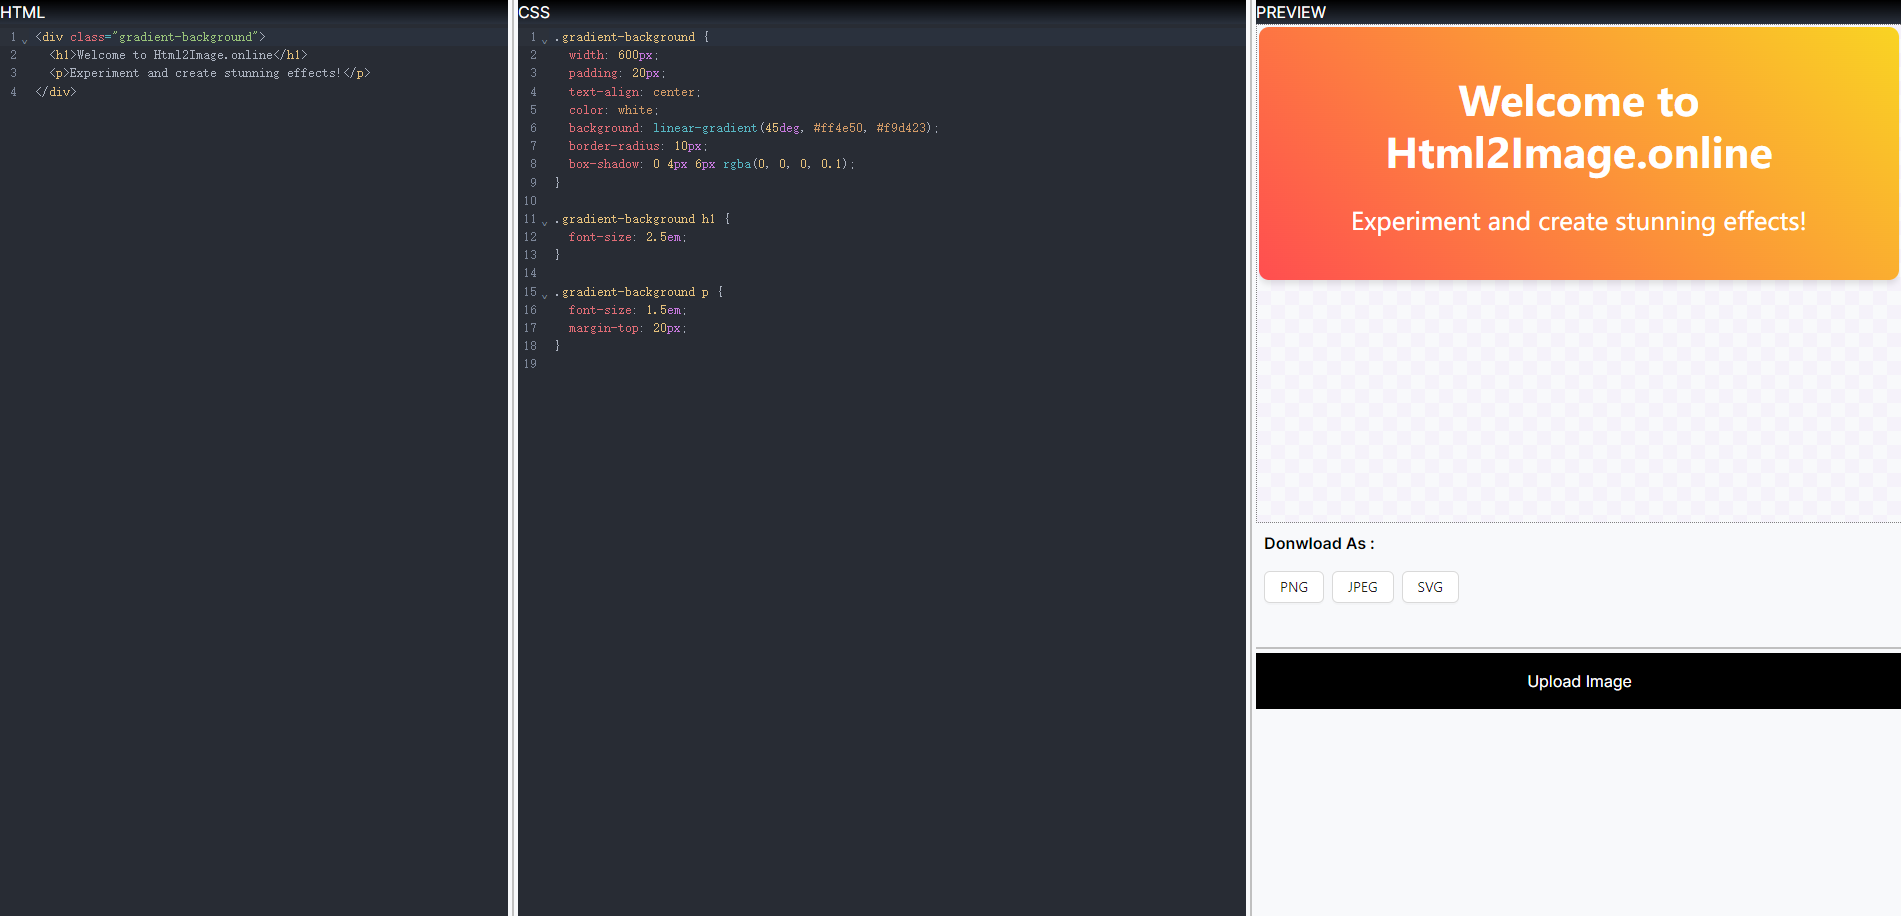 HTML
1 <div class="gradient-background">
2 <h1>Welcome to Html2Image.online</h1>
3 <p>Experiment and create stunning effects!</p>
4 </div>
CSS
1 .gradient-background {
2 width: 600px;
3 padding: 20px;
4 text-align: center;
5 color: white;
6 background: linear-gradient(45deg, #ff4e50, #f9d423);
7 border-radius: 10px;
8 box-shadow: 0 4px 6px rgba(0, 0, 0, 0.1);
9 }
10
11 .gradient-background h1 {
12 font-size: 2.5em;
13 }
14
15 .gradient-background p {
16 font-size: 1.5em;
17 margin-top: 20px;
18 }
19
PREVIEW
Welcome to
Html2Image.online
Experiment and create stunning effects!
Donwload As :
PNG
JPEG
SVG
Upload Image